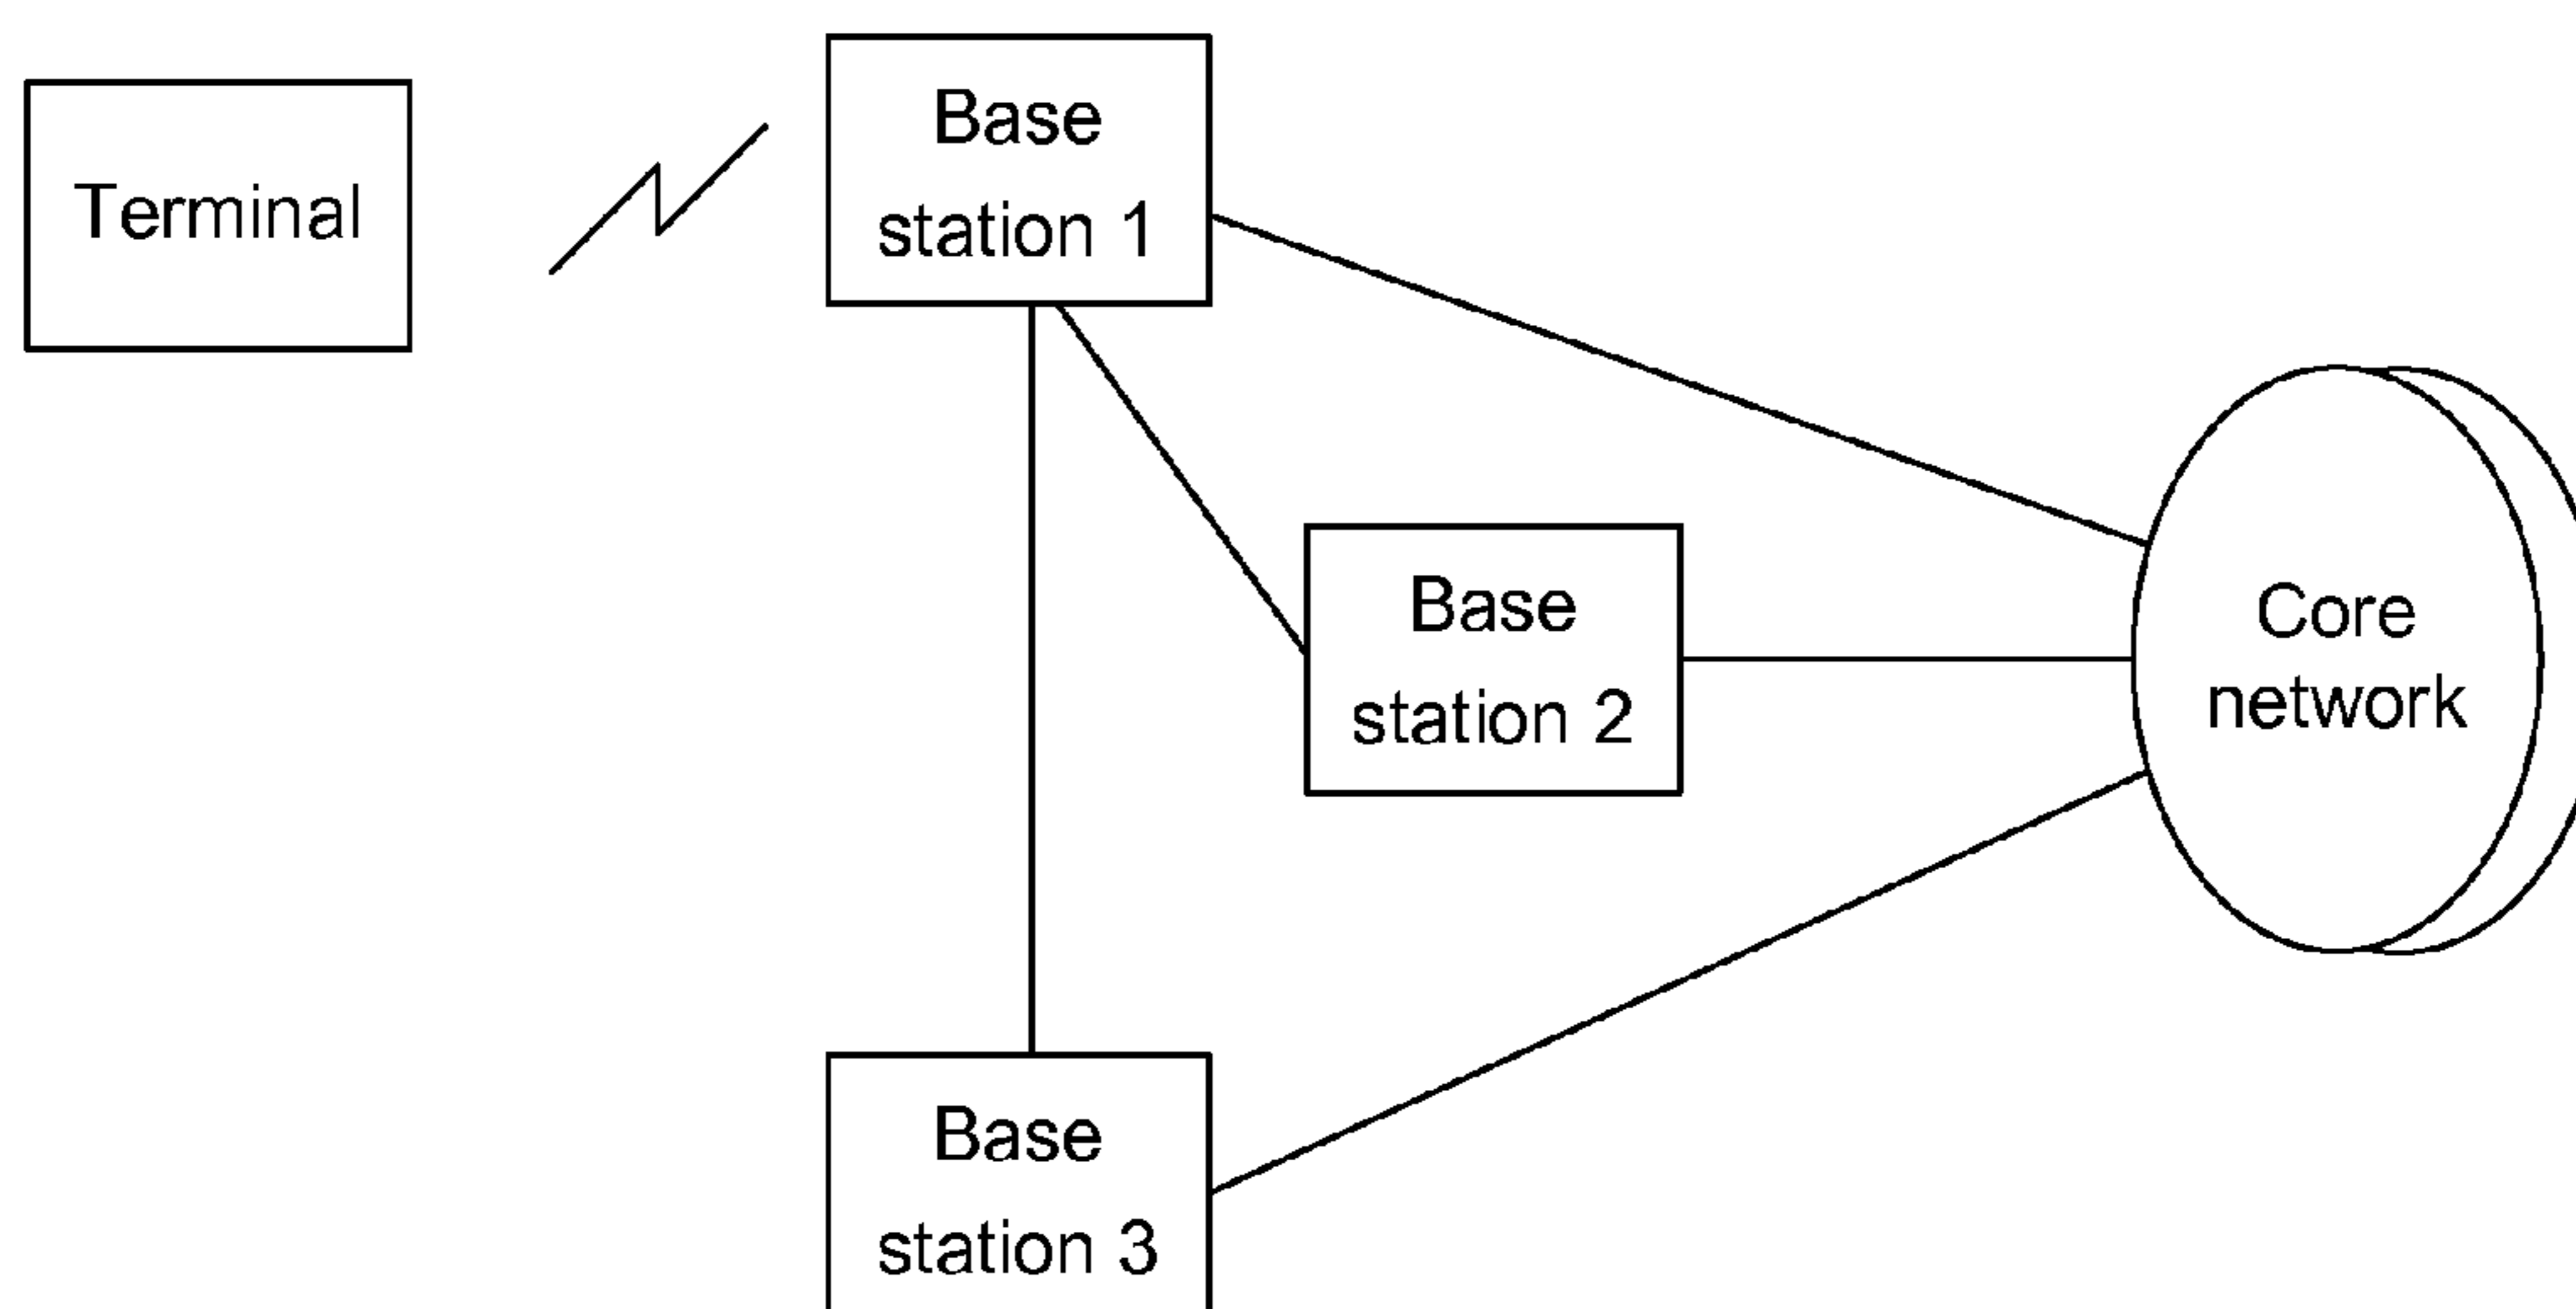 Terminal
Base
station 1
Base
station 2
Core
network
Base
station 3